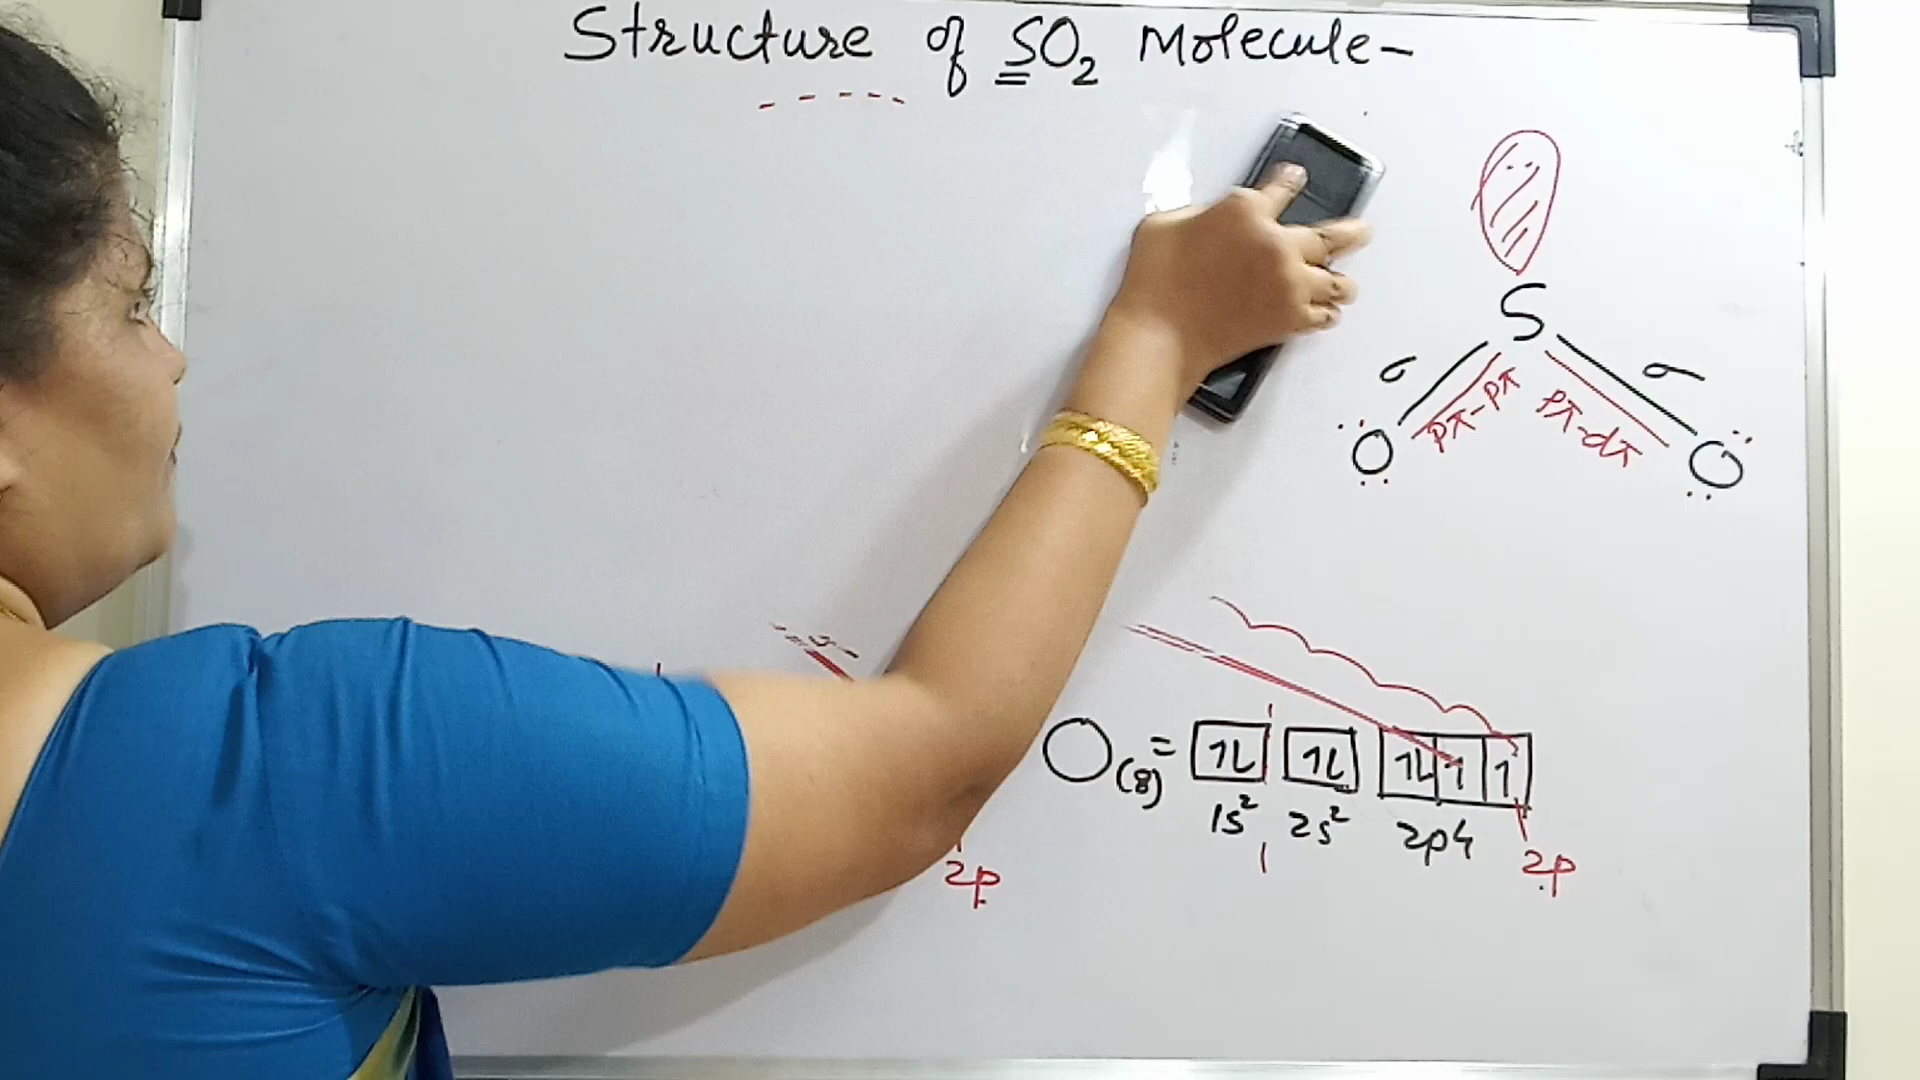 Structure of SO₂ Molecule-
S
σ
σ
pπ-pπ
pπ-dπ
O
O
O(8)= 1L 1L 1L 1 1
1s² 2s² 2p4
2p
2p